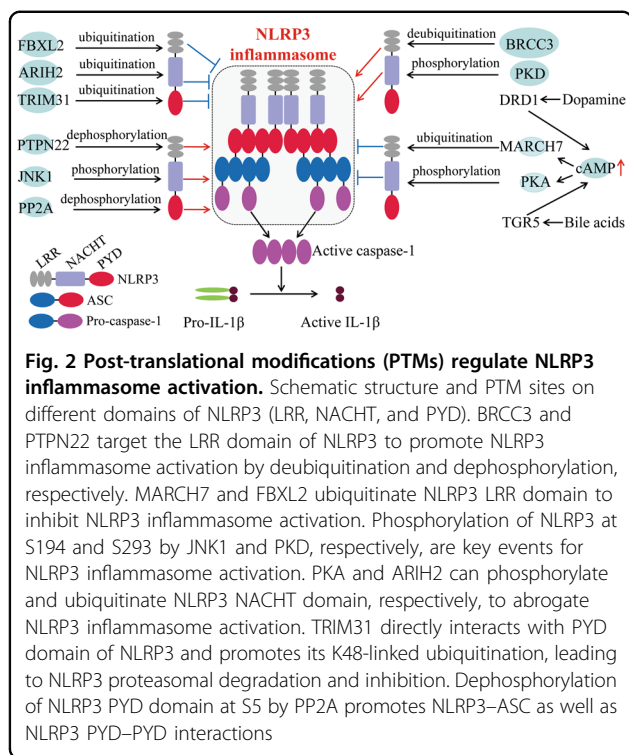 NLRP3
inflammasome
FBXL2
ubiquitination
ARIH2
ubiquitination
TRIM31
ubiquitination
PTPN22
dephosphorylation
JNK1
phosphorylation
PP2A
dephosphorylation
deubiquitination
BRCC3
phosphorylation
PKD
DRD1
Dopamine
ubiquitination
MARCH7
cAMP
phosphorylation
PKA
TGR5
Bile acids
LRR
NACHT
PYD
NLRP3
ASC
Pro-caspase-1
Active caspase-1
Pro-IL-1β
Active IL-1β
Fig. 2 Post-translational modifications (PTMs) regulate NLRP3
inflammasome activation. Schematic structure and PTM sites on
different domains of NLRP3 (LRR, NACHT, and PYD). BRCC3 and
PTPN22 target the LRR domain of NLRP3 to promote NLRP3
inflammasome activation by deubiquitination and dephosphorylation,
respectively. MARCH7 and FBXL2 ubiquitinate NLRP3 LRR domain to
inhibit NLRP3 inflammasome activation. Phosphorylation of NLRP3 at
S194 and S293 by JNK1 and PKD, respectively, are key events for
NLRP3 inflammasome activation. PKA and ARIH2 can phosphorylate
and ubiquitinate NLRP3 NACHT domain, respectively, to abrogate
NLRP3 inflammasome activation. TRIM31 directly interacts with PYD
domain of NLRP3 and promotes its K48-linked ubiquitination, leading
to NLRP3 proteasomal degradation and inhibition. Dephosphorylation
of NLRP3 PYD domain at S5 by PP2A promotes NLRP3–ASC as well as
NLRP3 PYD–PYD interactions